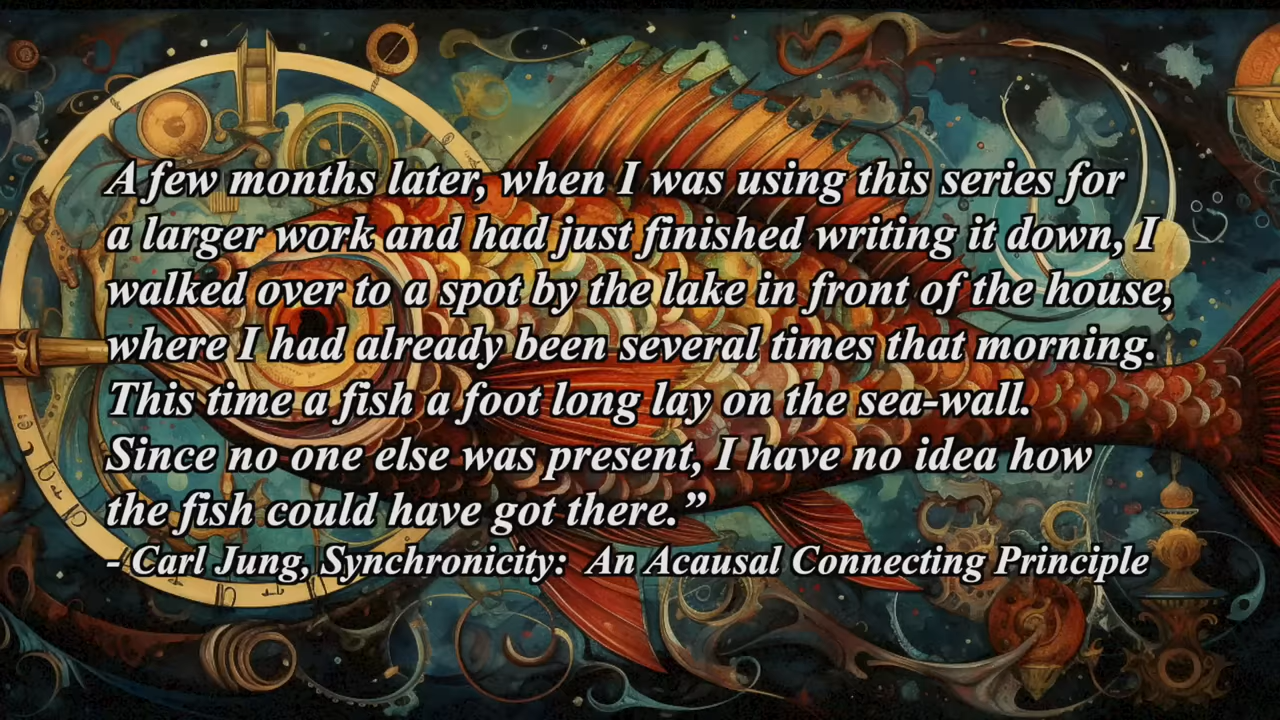 A few months later, when I was using this series for
a larger work and had just finished writing it down, I
walked over to a spot by the lake in front of the house,
where I had already been several times that morning.
This time a fish a foot long lay on the sea-wall.
Since no one else was present, I have no idea how
the fish could have got there.”
- Carl Jung, Synchronicity:  An Acausal Connecting Principle